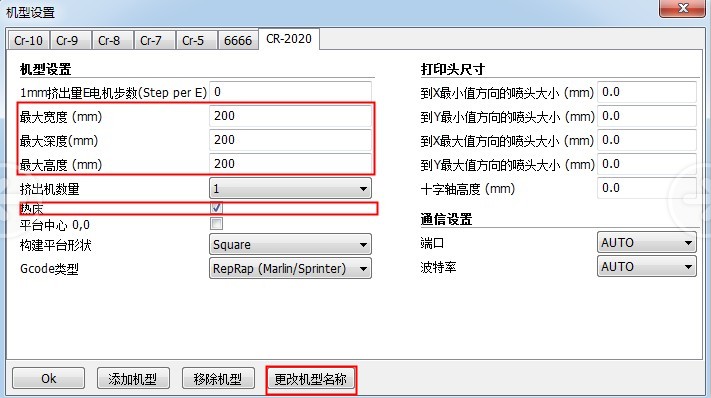 机型设置
Cr-10 Cr-9 Cr-8 Cr-7 Cr-5 6666 CR-2020
机型设置
1mm挤出量E电机步数(Step per E) 0
最大宽度 (mm) 200
最大深度(mm) 200
最大高度(mm) 200
挤出机数量 1
热床
平台中心 0,0
构建平台形状 Square
Gcode类型 RepRap (Marlin/Sprinter)
打印头尺寸
到X最小值方向的喷头大小 (mm) 0.0
到Y最小值方向的喷头大小 (mm) 0.0
到X最大值方向的喷头大小 (mm) 0.0
到Y最大值方向的喷头大小 (mm) 0.0
十字轴高度 (mm) 0.0
通信设置
端口 AUTO
波特率 AUTO
Ok 添加机型 移除机型 更改机型名称